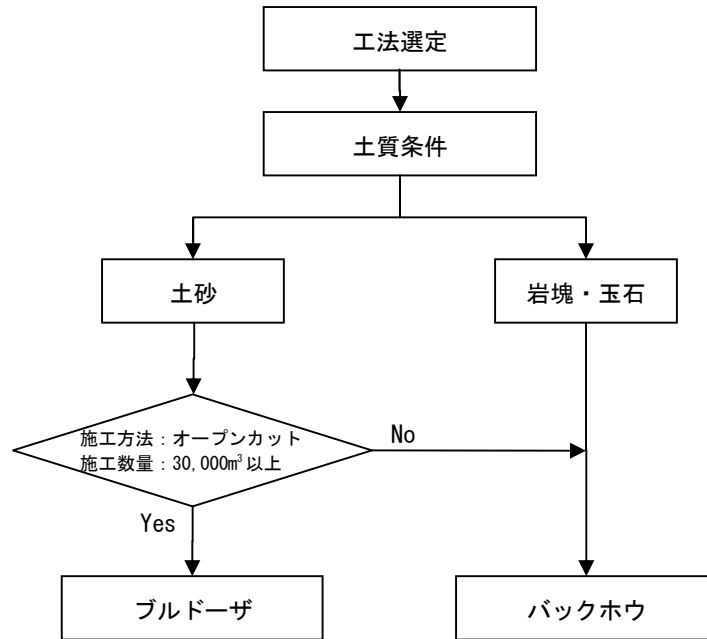 工法選定
土質条件
土砂
岩塊・玉石
施工方法：オープンカット
施工数量：30,000m³以上
No
Yes
ブルドーザ
バックホウ